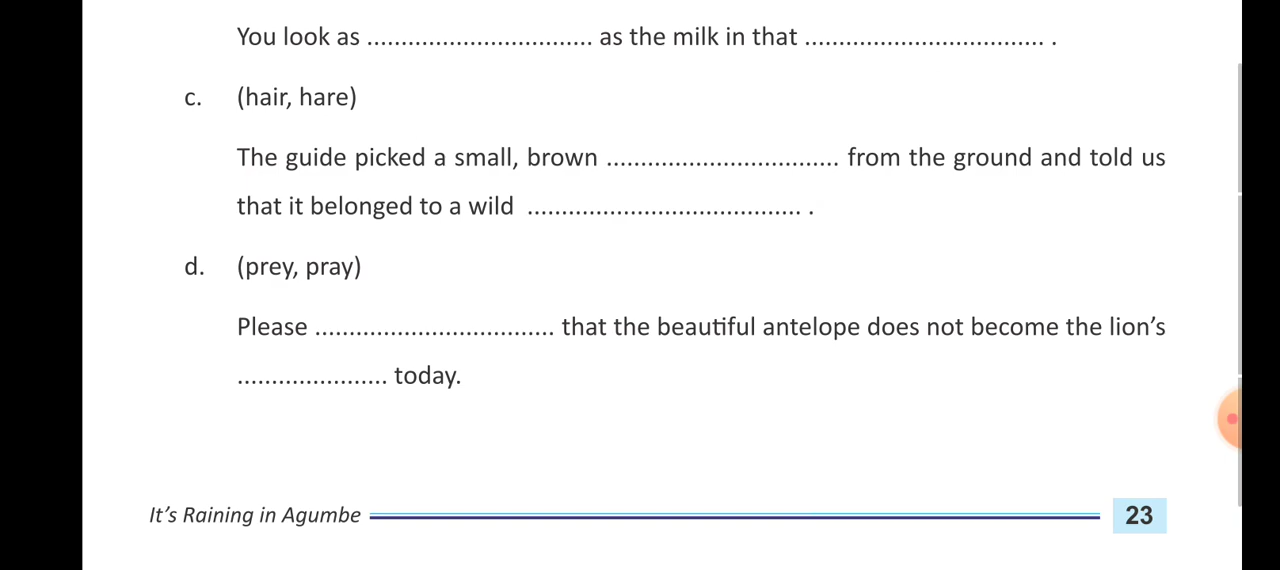 You look as ................................. as the milk in that ................................... .
c. (hair, hare)
The guide picked a small, brown .................................. from the ground and told us
that it belonged to a wild ........................................ .
d. (prey, pray)
Please ................................... that the beautiful antelope does not become the lion’s
...................... today.
It’s Raining in Agumbe 23